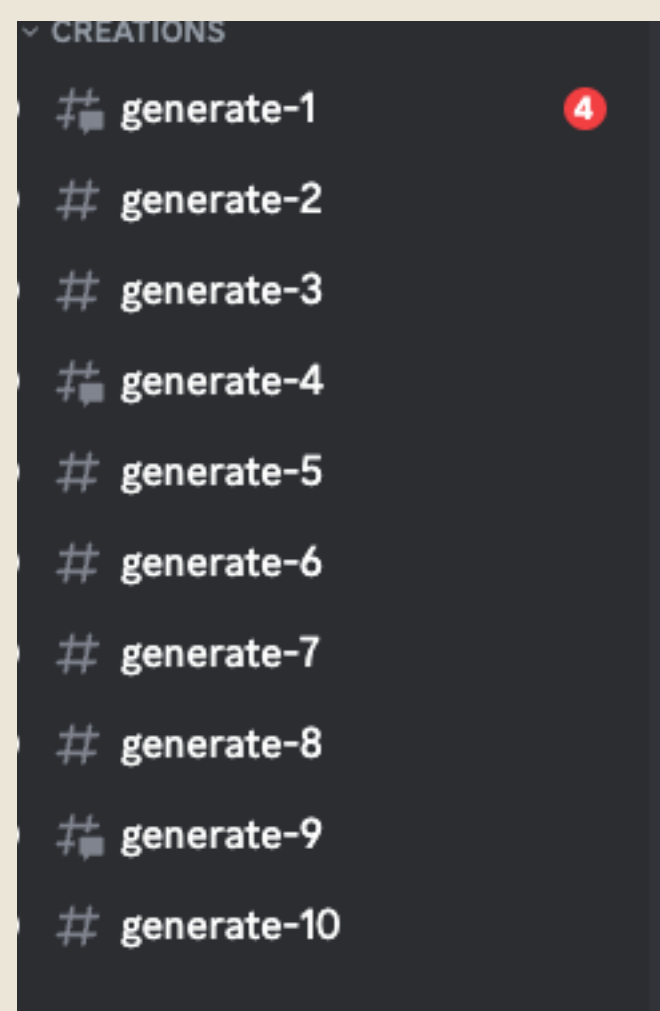 CREATIONS
generate-1 4
generate-2
generate-3
generate-4
generate-5
generate-6
generate-7
generate-8
generate-9
generate-10